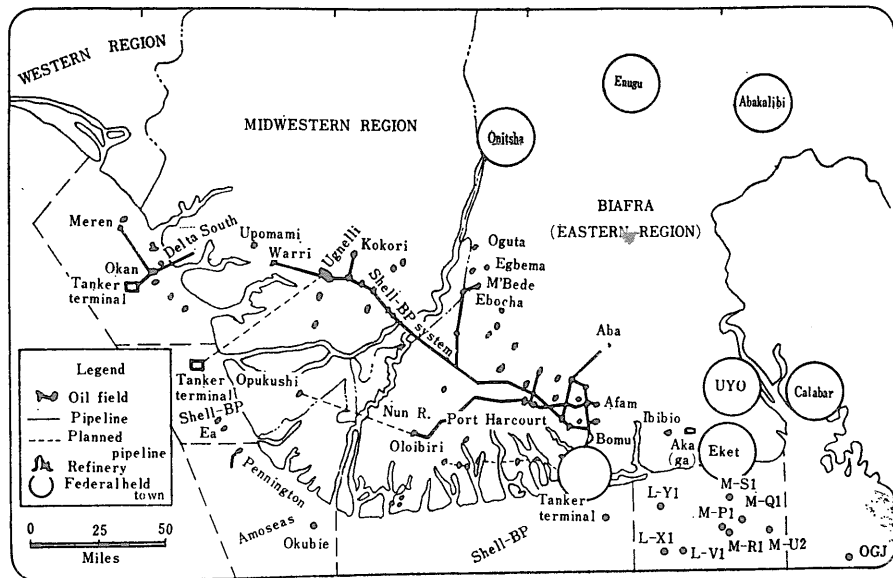 WESTERN REGION
MIDWESTERN REGION
Enugu
Abakalibi
Onitsha
BIAFRA
(EASTERN REGION)
Meren
Delta South
Okan
Tanker
terminal
Upomami
Warri
Ugnelli
Kokori
Shell-BP system
Oguta
Egbema
M'Bede
Ebocha
Aba
Legend
Oil field
Pipeline
Planned
pipeline
Refinery
Federal held
town
0 25 50
Miles
Tanker
terminal
Shell-BP
Ea
Opukushi
Nun R.
Oloibiri
Port Harcourt
Afam
Bomu
Ibibio
Aka
(ga)
UYO
Calabar
Eket
Tanker
terminal
Pennington
Amoseas
Okubie
Shell-BP
L-Y1
M-S1
M-Q1
M-P1
L-X1
L-V1
M-R1
M-U2
OGJ